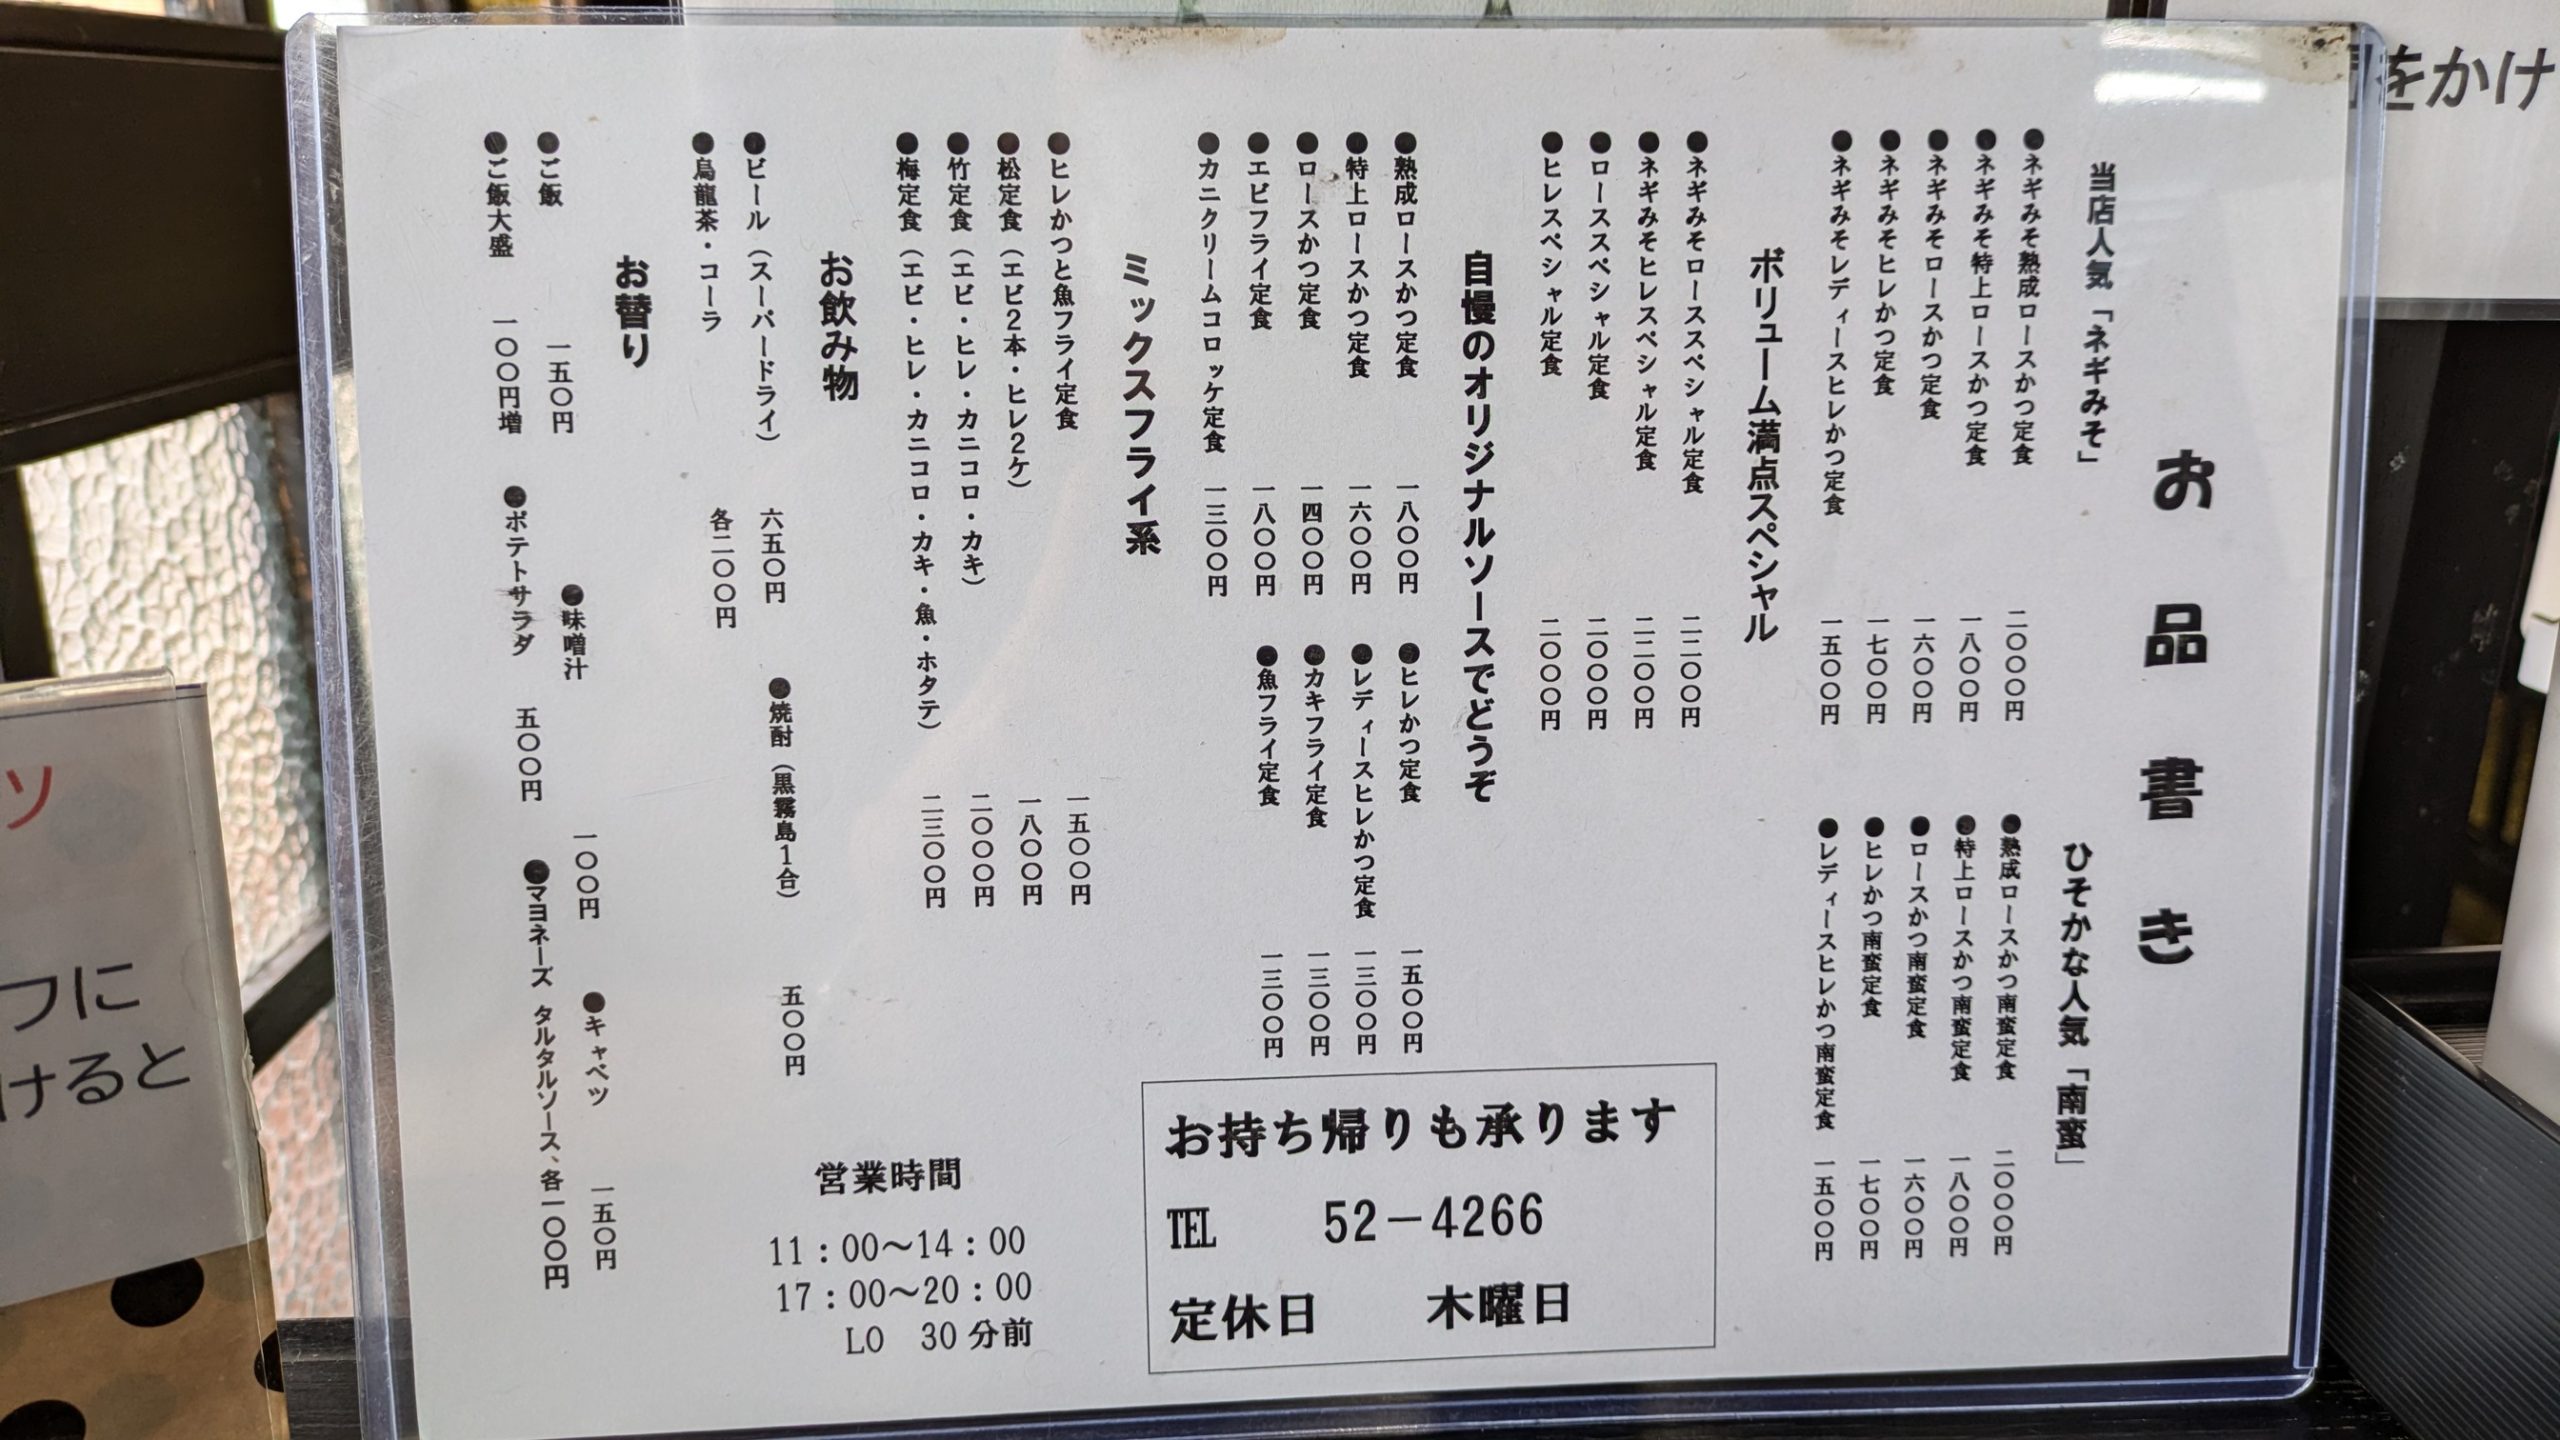 お品書き
当店人気「ネギみそ」
●ネギみそ熟成ロースかつ定食 二〇〇〇円
●ネギみそ特上ロースかつ定食 一八〇〇円
●ネギみそロースかつ定食 一六〇〇円
●ネギみそヒレかつ定食 一七〇〇円
●ネギみそレディースヒレかつ定食 一五〇〇円
ひそかな人気「南蛮」
●熟成ロースかつ南蛮定食 二〇〇〇円
●特上ロースかつ南蛮定食 一八〇〇円
●ロースかつ南蛮定食 一六〇〇円
●ヒレかつ南蛮定食 一七〇〇円
●レディースヒレかつ南蛮定食 一五〇〇円
ボリューム満点スペシャル
●ネギみそローススペシャル定食 二二〇〇円
●ネギみそヒレスペシャル定食 二二〇〇円
●ローススペシャル定食 二〇〇〇円
●ヒレスペシャル定食 二〇〇〇円
自慢のオリジナルソースでどうぞ
●熟成ロースかつ定食 一八〇〇円
●特上ロースかつ定食 一六〇〇円
●ロースかつ定食 一四〇〇円
●エビフライ定食 一八〇〇円
●カニクリームコロッケ定食 一三〇〇円
●ヒレかつ定食 一五〇〇円
●レディースヒレかつ定食 一三〇〇円
●カキフライ定食 一三〇〇円
●魚フライ定食 一三〇〇円
ミックスフライ系
●ヒレかつと魚フライ定食 一五〇〇円
●松定食（エビ2本・ヒレ2ケ） 一八〇〇円
●竹定食（エビ・ヒレ・カニコロ・カキ） 二〇〇〇円
●梅定食（エビ・ヒレ・カニコロ・カキ・魚・ホタテ） 二三〇〇円
お飲み物
●ビール（スーパードライ） 六五〇円
●焼酎（黒霧島1合） 五〇〇円
●烏龍茶・コーラ 各二〇〇円
お替り
●ご飯 一五〇円
●味噌汁 一〇〇円
●キャベツ 一五〇円
●ご飯大盛 一〇〇円増
●ポテトサラダ 五〇〇円
●マヨネーズ タルタルソース、各一〇〇円
お持ち帰りも承ります
TEL 52－4266
定休日 木曜日
営業時間
11：00～14：00
17：00～20：00
LO 30分前
をかけ
ツ
フに
けると